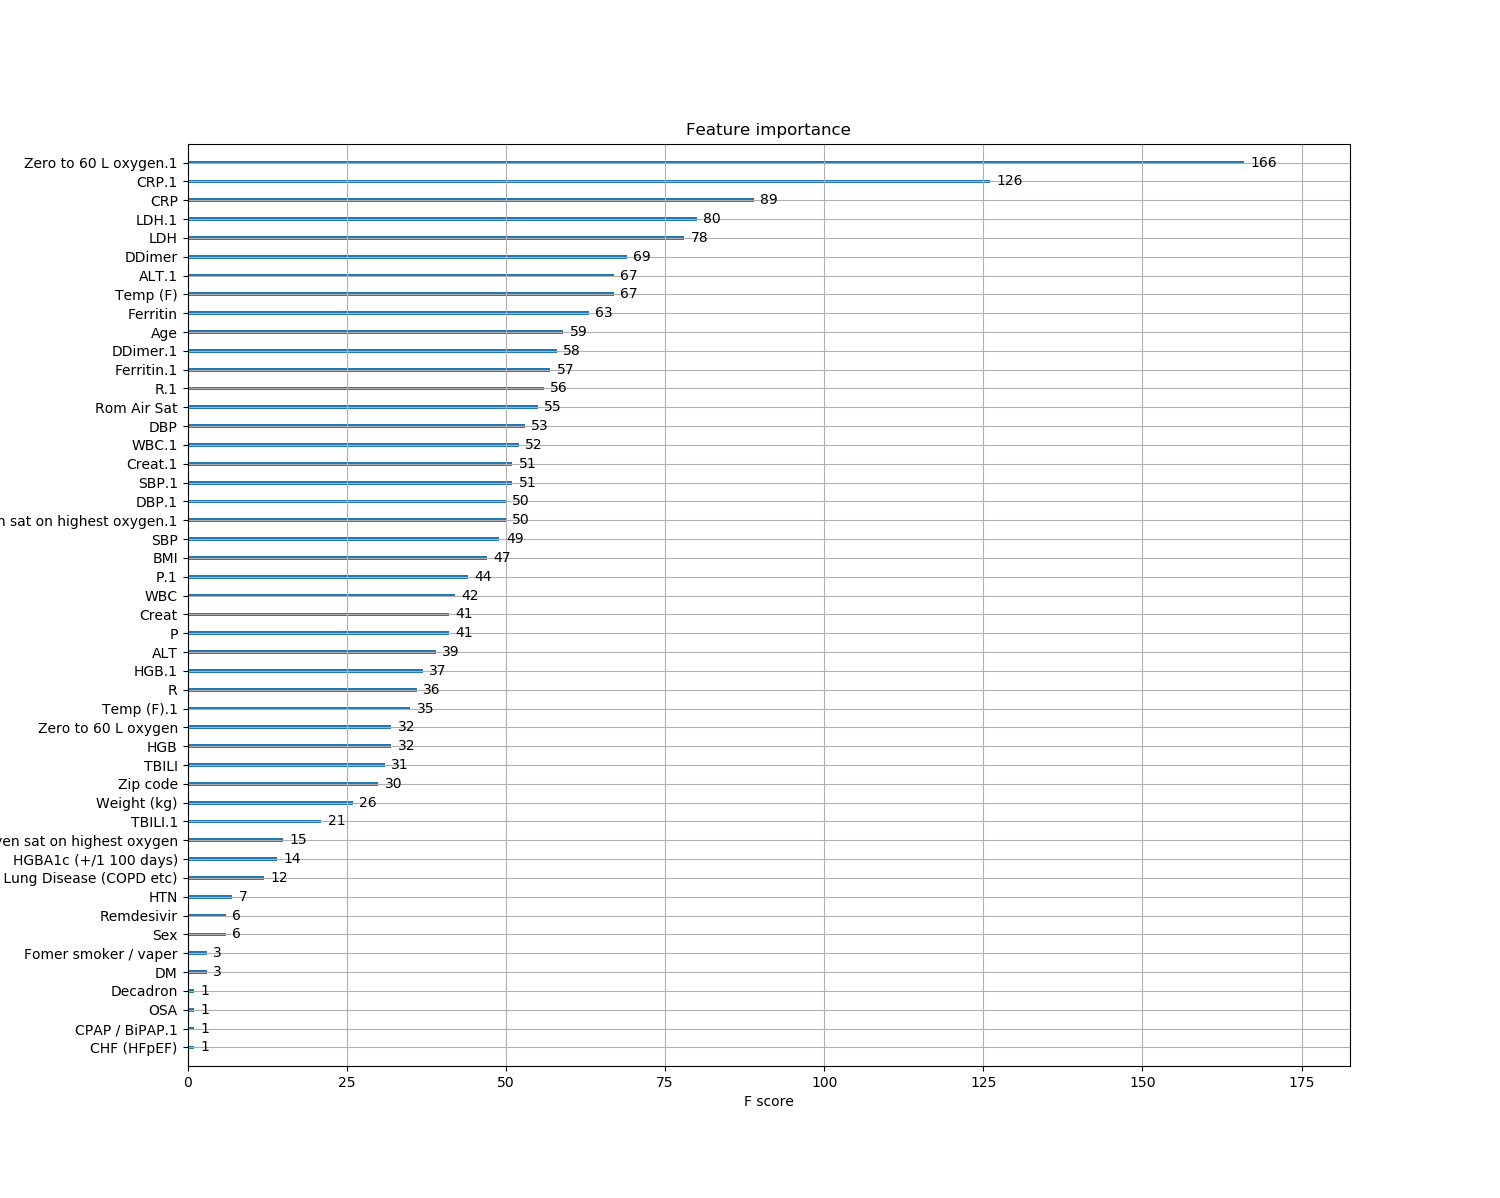 Feature importance
Zero to 60 L oxygen.1 166
CRP.1 126
CRP 89
LDH.1 80
LDH 78
DDimer 69
ALT.1 67
Temp (F) 67
Ferritin 63
Age 59
DDimer.1 58
Ferritin.1 57
R.1 56
Rom Air Sat 55
DBP 53
WBC.1 52
Creat.1 51
SBP.1 51
DBP.1 50
sat on highest oxygen.1 50
SBP 49
BMI 47
P.1 44
WBC 42
Creat 41
P 41
ALT 39
HGB.1 37
R 36
Temp (F).1 35
Zero to 60 L oxygen 32
HGB 32
TBILI 31
Zip code 30
Weight (kg) 26
TBILI.1 21
sat on highest oxygen 15
HGBA1c (+/1 100 days) 14
Lung Disease (COPD etc) 12
HTN 7
Remdesivir 6
Sex 6
Fomer smoker / vaper 3
DM 3
Decadron 1
OSA 1
CPAP / BiPAP.1 1
CHF (HFpEF) 1
0 25 50 75 100 125 150 175
F score